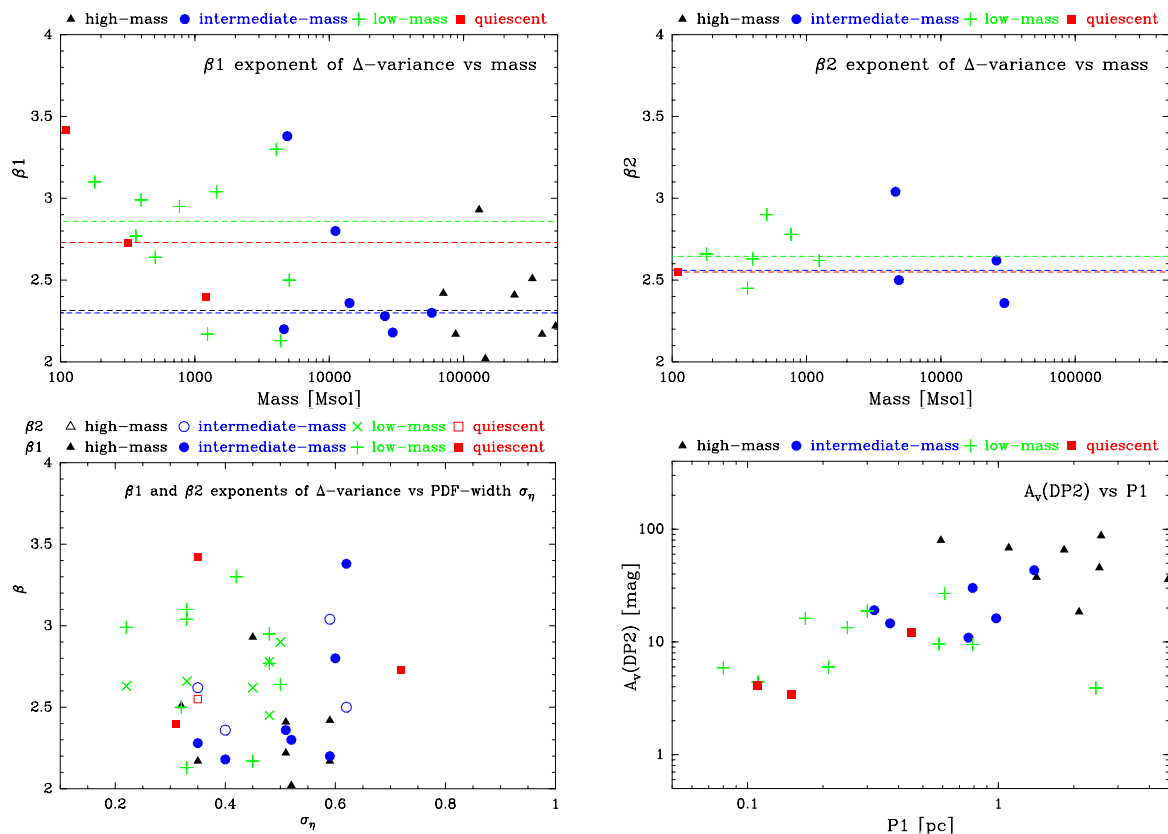 high-mass intermediate-mass low-mass quiescent
β1 exponent of Δ-variance vs mass
4
3.5
3
2.5
2
β1
100 1000 10000 100000
Mass [Msol]
high-mass intermediate-mass low-mass quiescent
β2 exponent of Δ-variance vs mass
4
3.5
3
2.5
2
β2
100 1000 10000 100000
Mass [Msol]
β2 high-mass intermediate-mass low-mass quiescent
β1 high-mass intermediate-mass low-mass quiescent
β1 and β2 exponents of Δ-variance vs PDF-width ση
4
3.5
3
2.5
2
β
0.2 0.4 0.6 0.8 1
ση
high-mass intermediate-mass low-mass quiescent
Av(DP2) vs P1
100
10
1
Av(DP2) [mag]
0.1 1
P1 [pc]